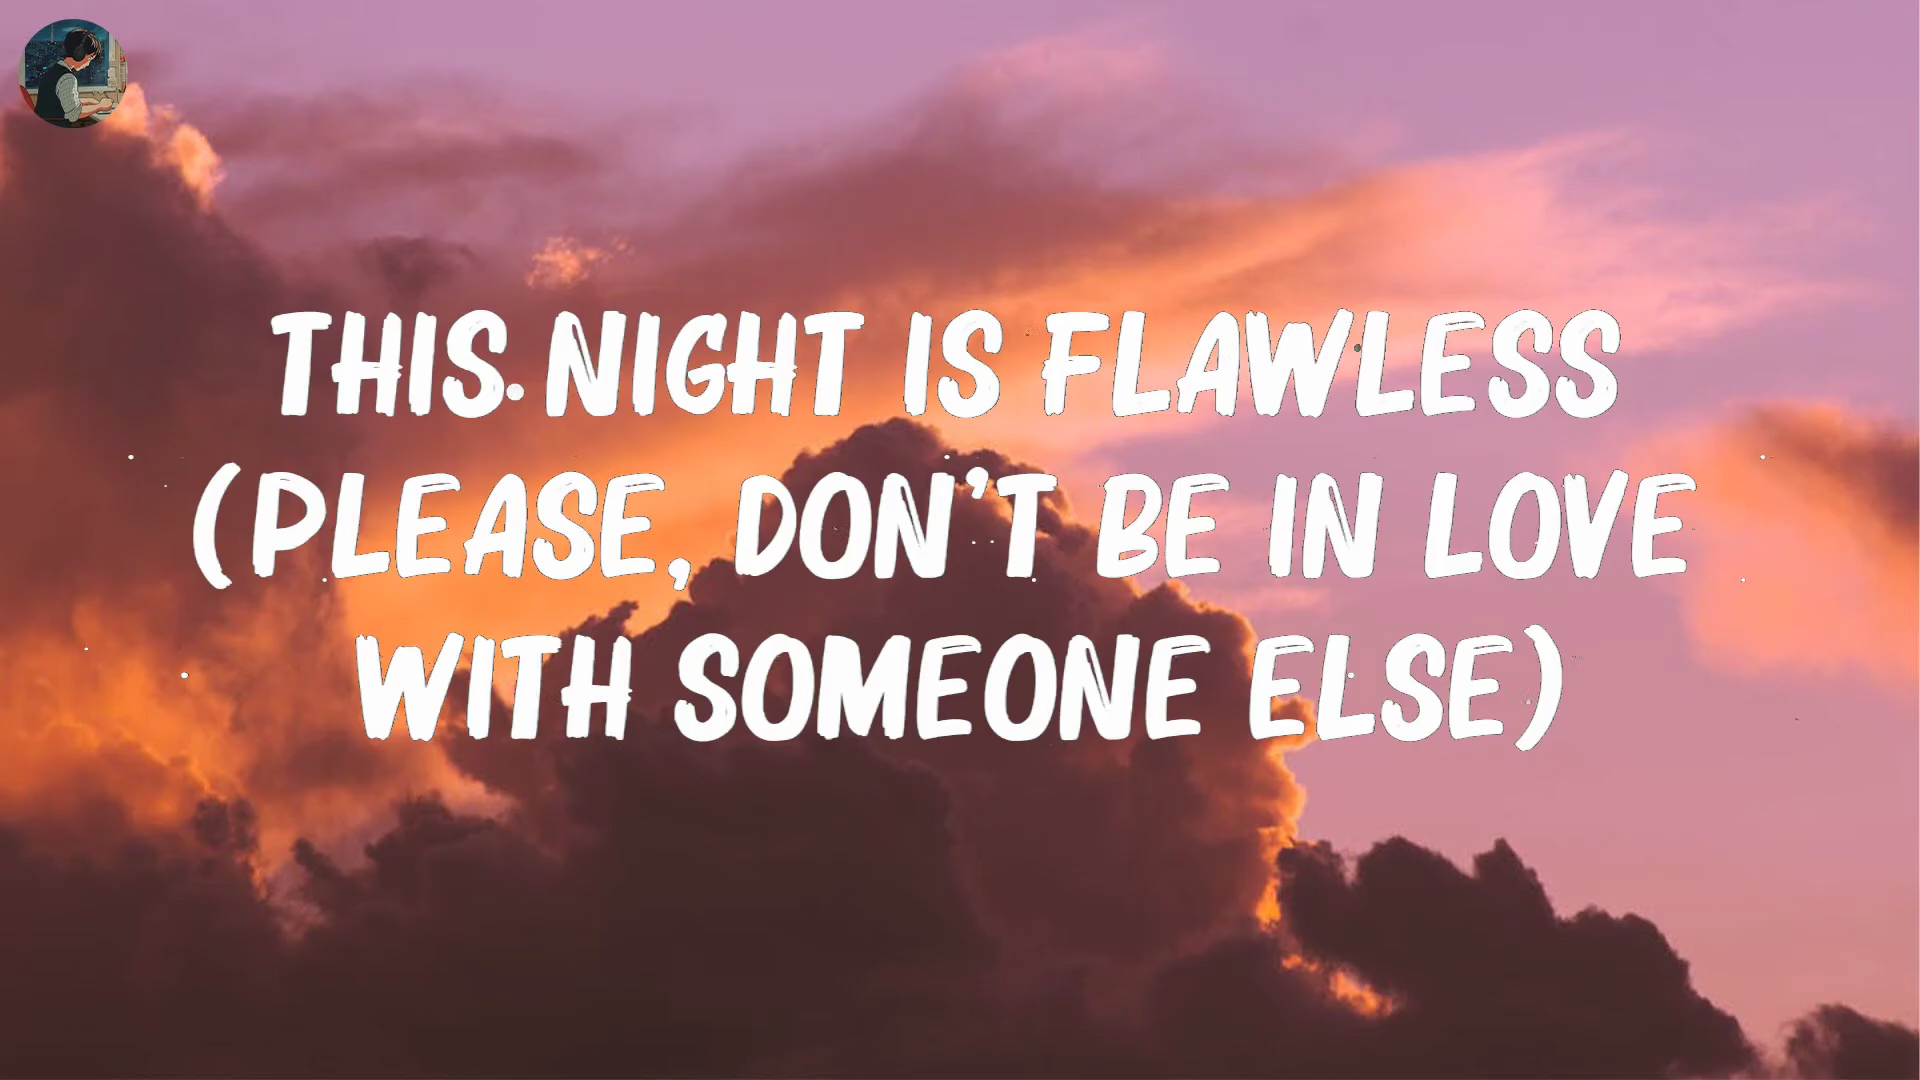 THIS NIGHT IS FLAWLESS
(PLEASE, DON'T BE IN LOVE
WITH SOMEONE ELSE)